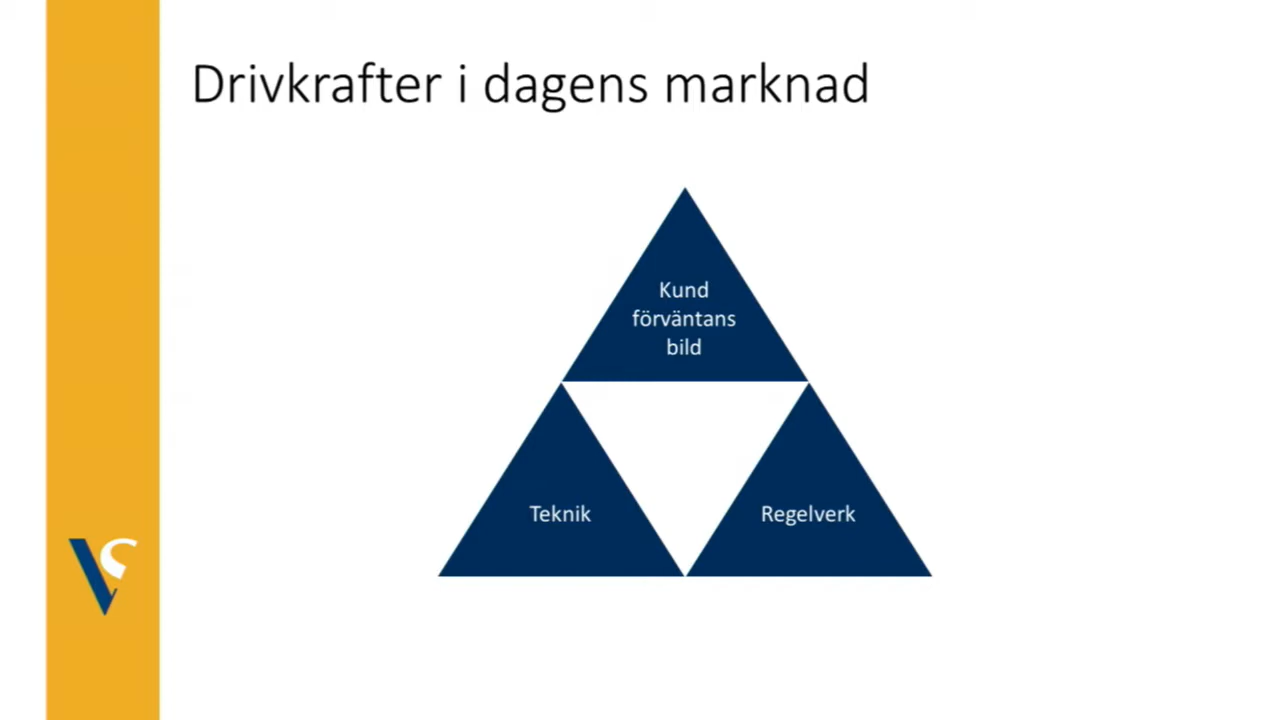 Drivkrafter i dagens marknad
Kund
förväntans
bild
Teknik
Regelverk